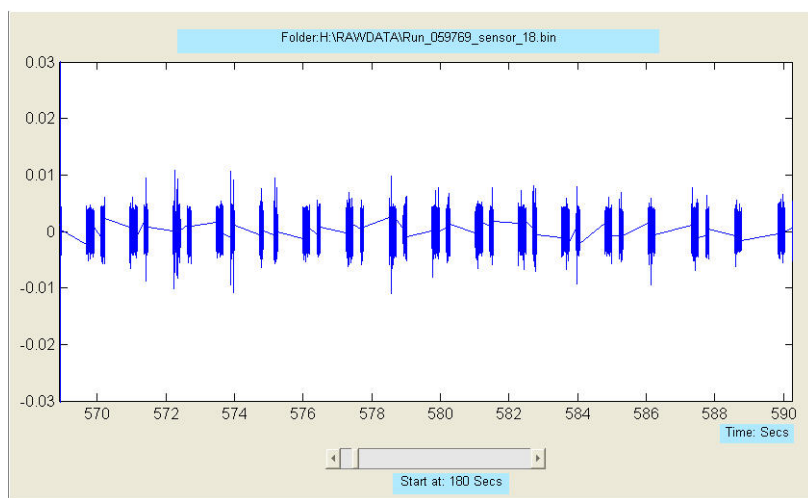 Folder:H:\RAWDATA\Run_059769_sensor_18.bin
0.03
0.02
0.01
0
-0.01
-0.02
-0.03
570 572 574 576 578 580 582 584 586 588 590
Time: Secs
Start at: 180 Secs